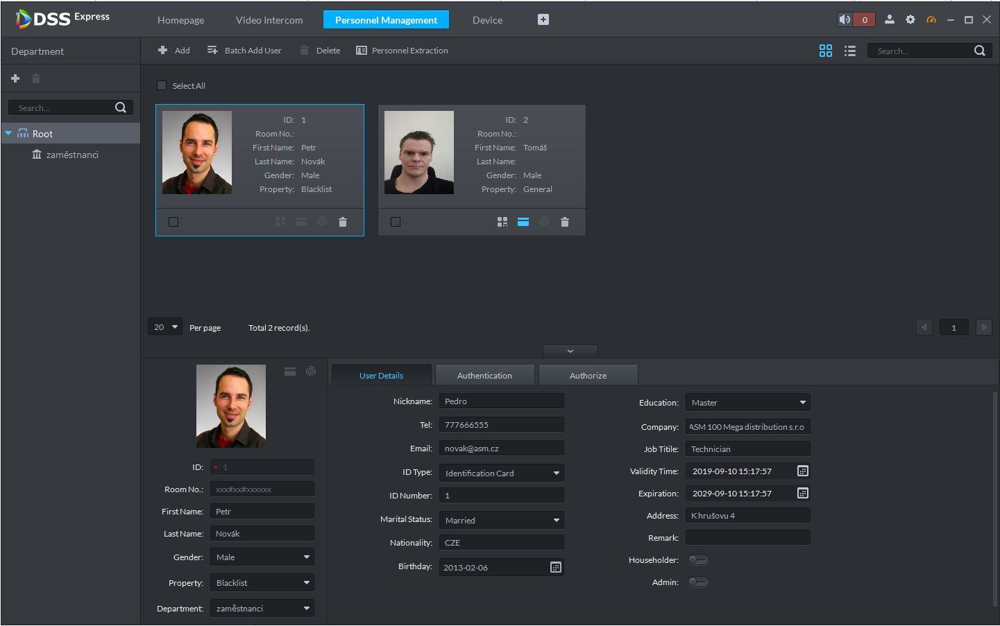 DSS Express
Homepage
Video Intercom
Personnel Management
Device
0
Department
Add
Batch Add User
Delete
Personnel Extraction
Search...
Search...
Root
zaměstnanci
Select All
ID: 1
Room No.:
First Name: Petr
Last Name: Novák
Gender: Male
Property: Blacklist
ID: 2
Room No.:
First Name: Tomáš
Last Name:
Gender: Male
Property: General
20
Per page
Total 2 record(s).
1
ID: • 1
Room No.: xxx#xx#xxxxxx
First Name: Petr
Last Name: Novák
Gender: Male
Property: Blacklist
Department: zaměstnanci
User Details
Authentication
Authorize
Nickname: Pedro
Tel: 777666555
Email: novak@asm.cz
ID Type: Identification Card
ID Number: 1
Marital Status: Married
Nationality: CZE
Birthday: 2013-02-06
Education: Master
Company: ASM 100 Mega distribution s.r.o
Job Titile: Technician
Validity Time: 2019-09-10 15:17:57
Expiration: 2029-09-10 15:17:57
Address: K hrušovu 4
Remark:
Householder:
Admin: